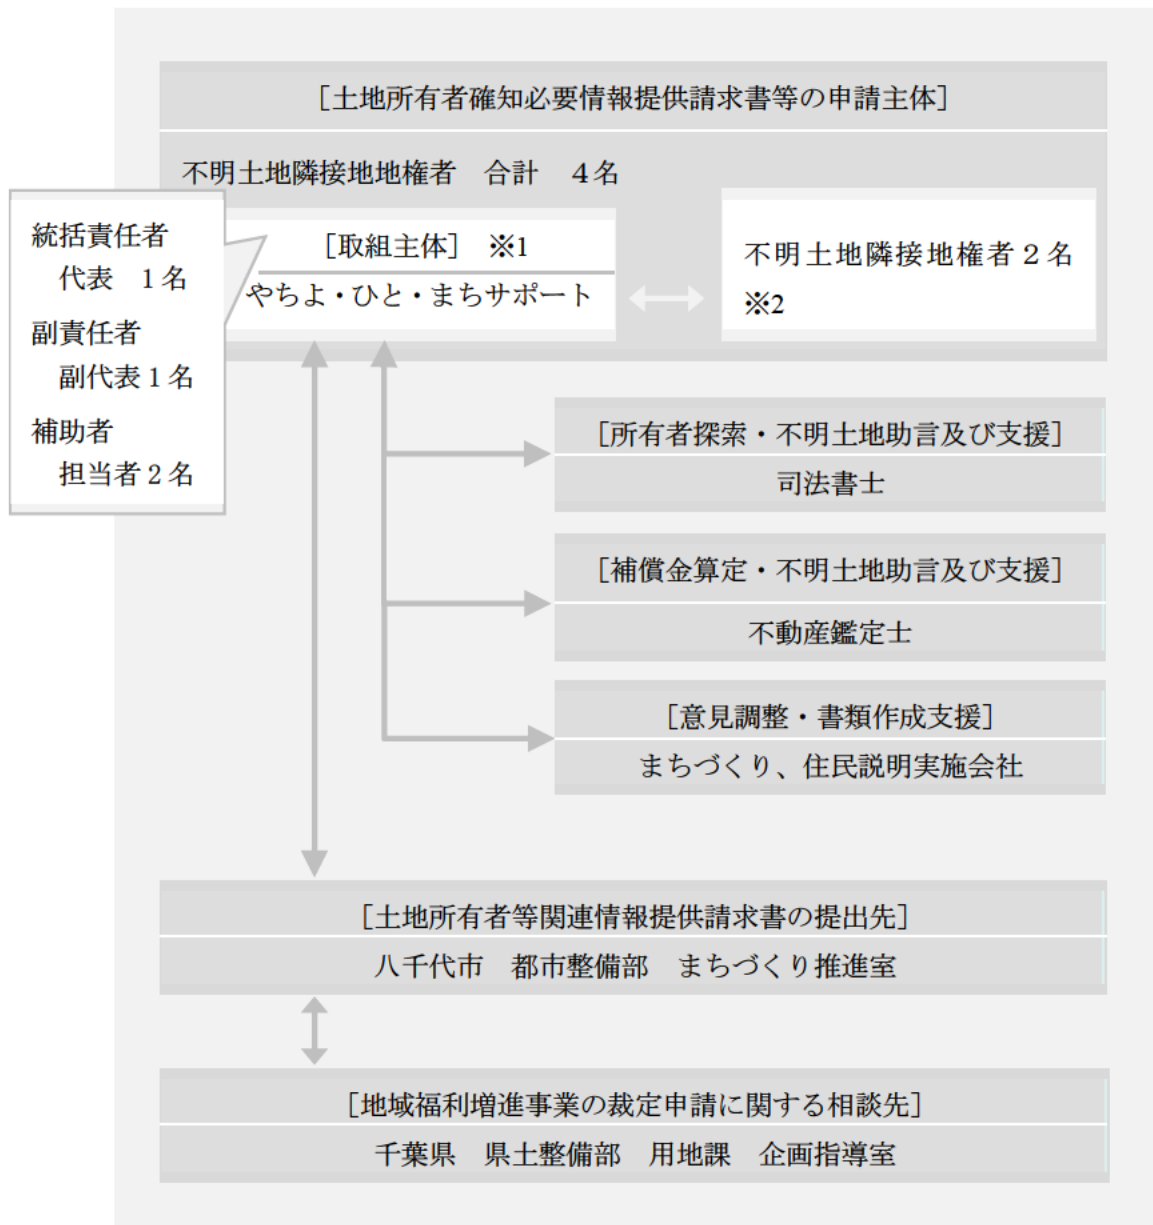 [土地所有者確知必要情報提供請求書等の申請主体]
不明土地隣接地地権者　合計　４名
統括責任者
代表　1名
副責任者
副代表1名
補助者
担当者2名
[取組主体]　※1
やちよ・ひと・まちサポート
不明土地隣接地権者２名
※2
[所有者探索・不明土地助言及び支援]
司法書士
[補償金算定・不明土地助言及び支援]
不動産鑑定士
[意見調整・書類作成支援]
まちづくり、住民説明実施会社
[土地所有者等関連情報提供請求書の提出先]
八千代市　都市整備部　まちづくり推進室
[地域福利増進事業の裁定申請に関する相談先]
千葉県　県土整備部　用地課　企画指導室